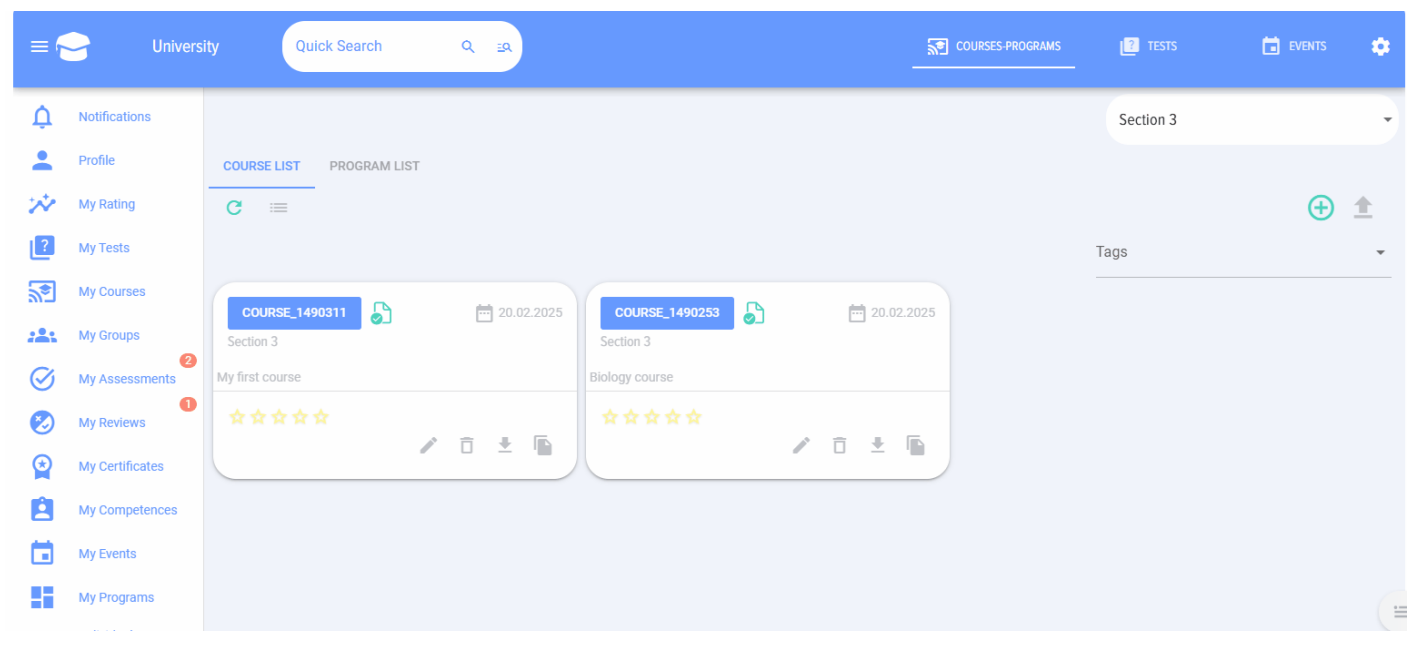 University
Quick Search
COURSES-PROGRAMS
? TESTS
EVENTS
Notifications
Profile
My Rating
? My Tests
My Courses
My Groups
2
My Assessments
1
My Reviews
My Certificates
My Competences
My Events
My Programs
Section 3
COURSE LIST PROGRAM LIST
Tags
COURSE_1490311 20.02.2025
Section 3
My first course
COURSE_1490253 20.02.2025
Section 3
Biology course